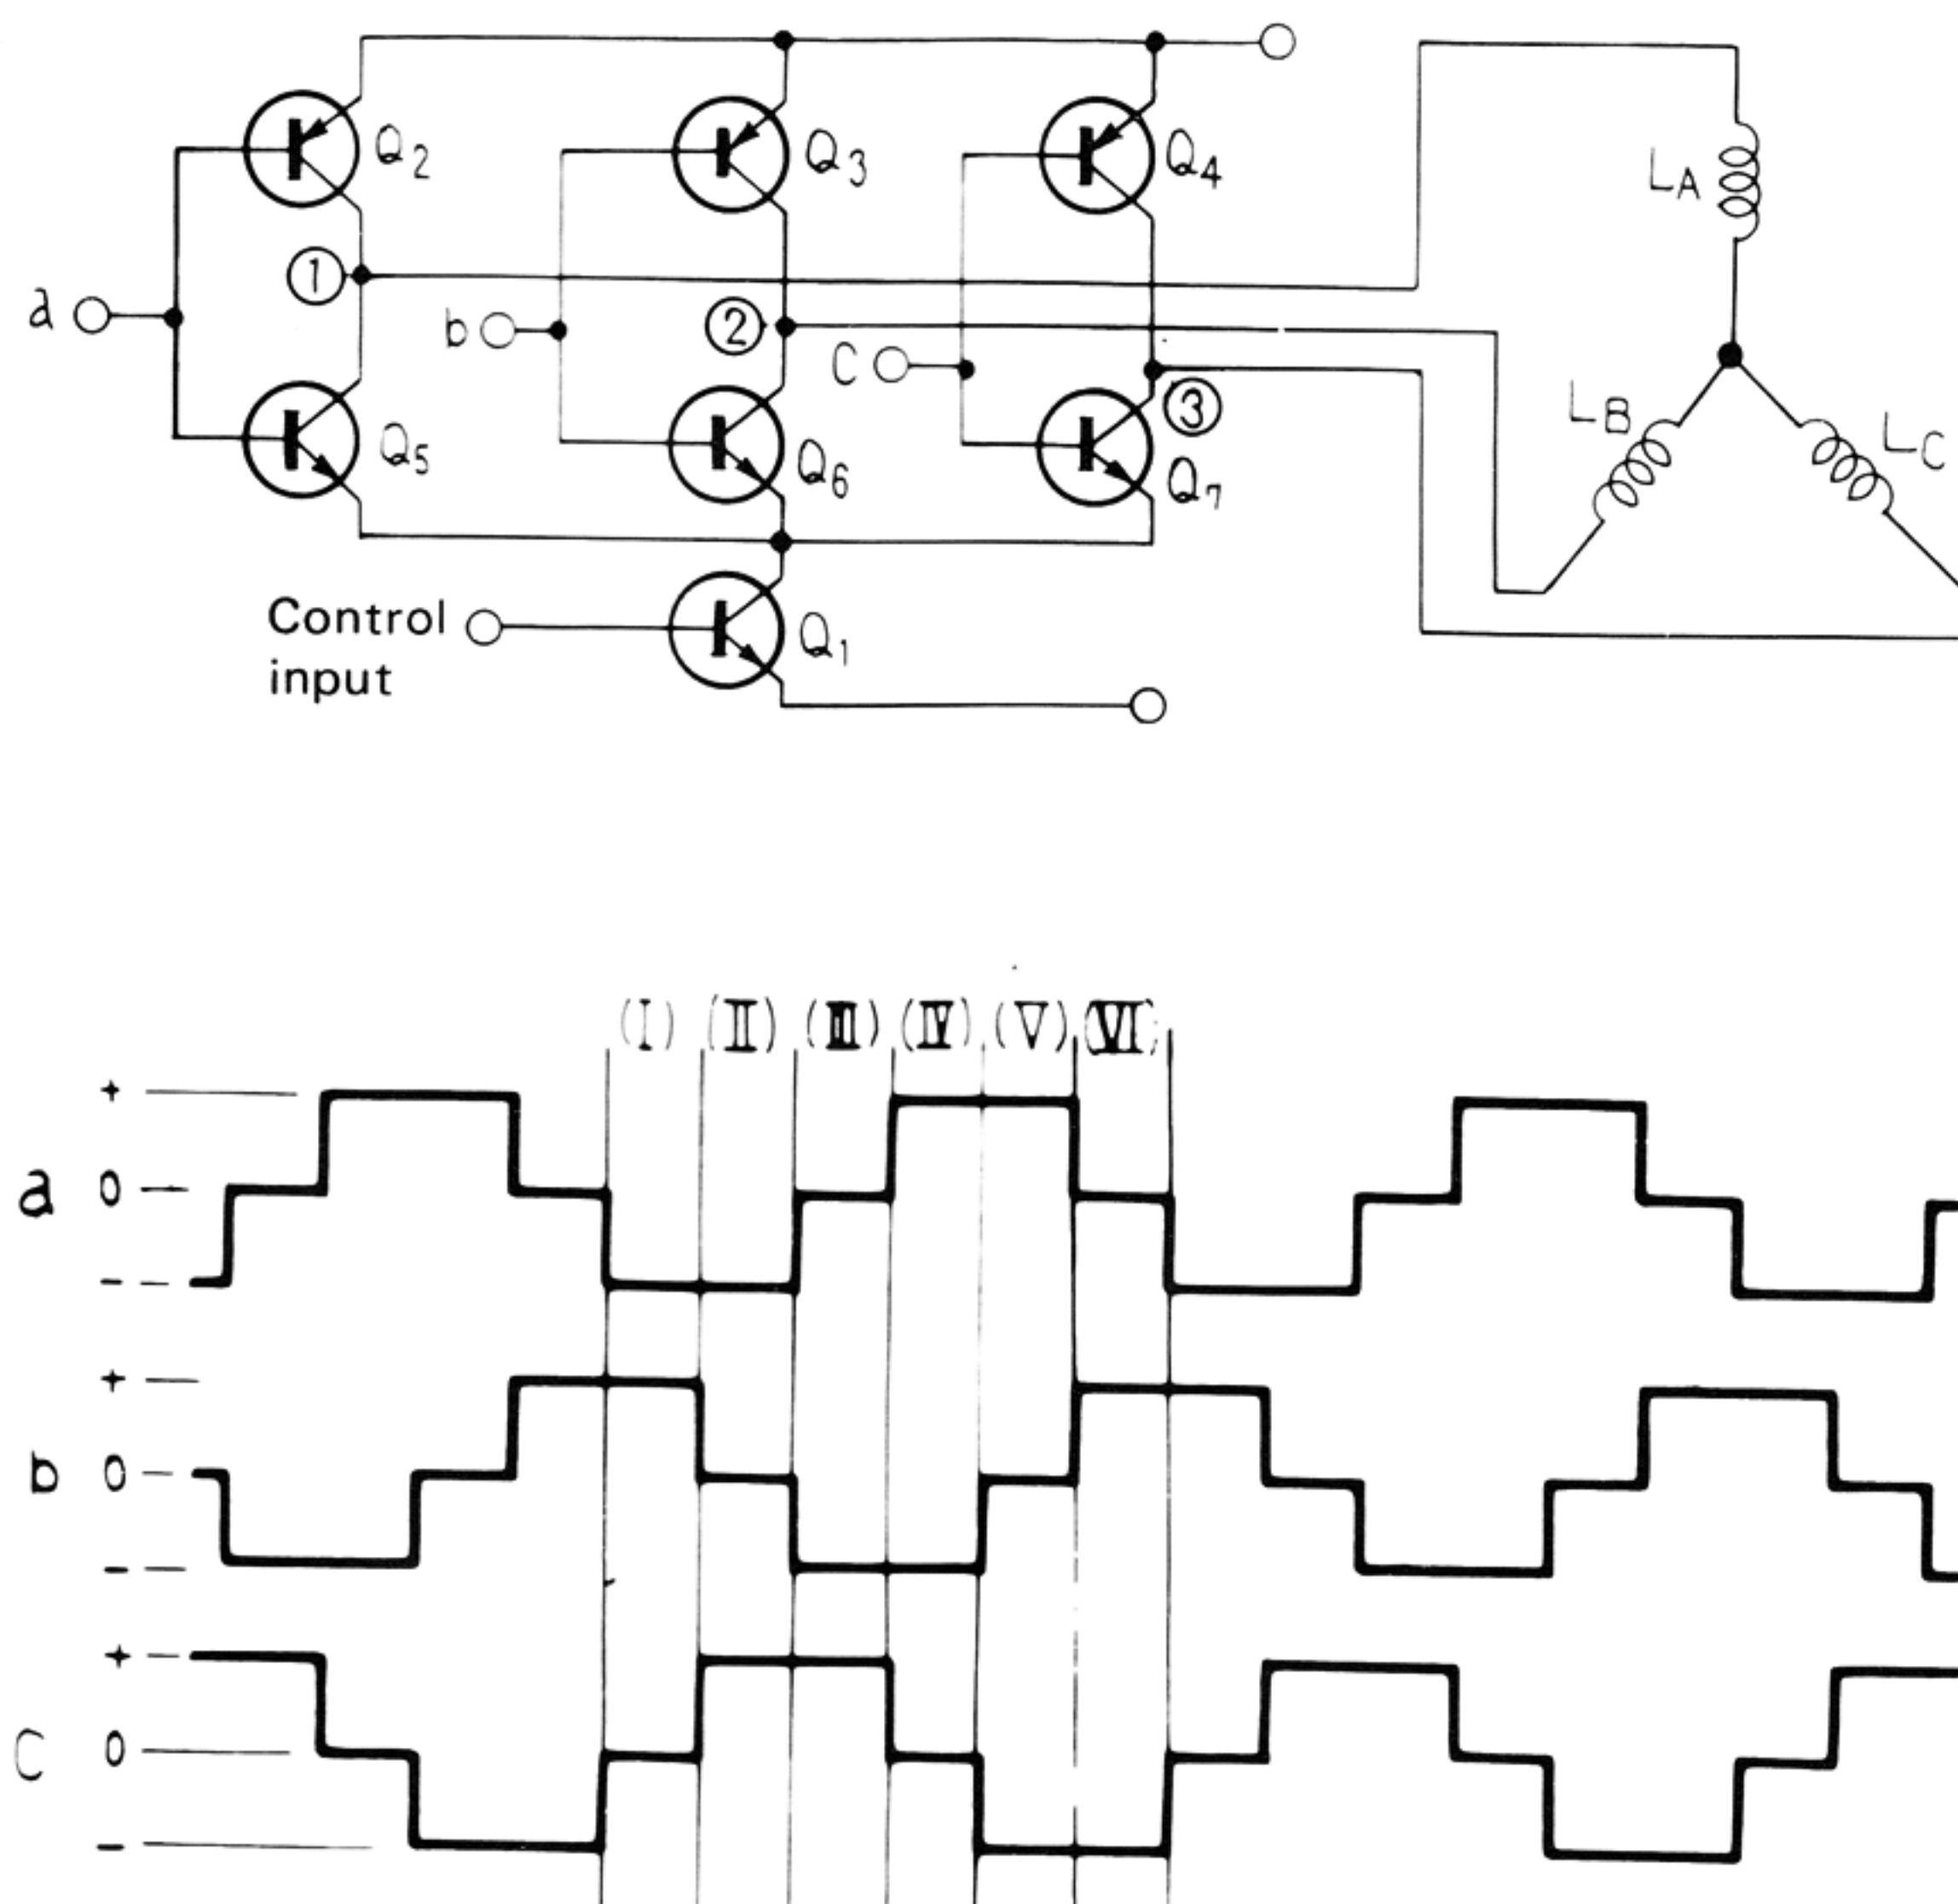 Q2 Q3 Q4
LA
①
a b ② C
③
LB LC
Q5 Q6 Q7
Control
input
Q1
(I) (II) (III) (IV) (V) (VI)
+
a 0
-
+
b 0
-
+
C 0
-